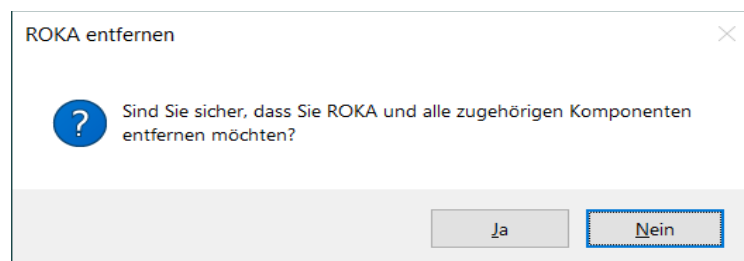 ROKA entfernen
Sind Sie sicher, dass Sie ROKA und alle zugehörigen Komponenten
entfernen möchten?
Ja
Nein